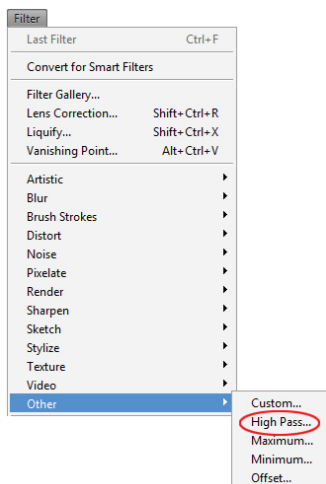 Filter
Last Filter Ctrl+F
Convert for Smart Filters
Filter Gallery...
Lens Correction... Shift+Ctrl+R
Liquify... Shift+Ctrl+X
Vanishing Point... Alt+Ctrl+V
Artistic
Blur
Brush Strokes
Distort
Noise
Pixelate
Render
Sharpen
Sketch
Stylize
Texture
Video
Other
Custom...
High Pass...
Maximum...
Minimum...
Offset...